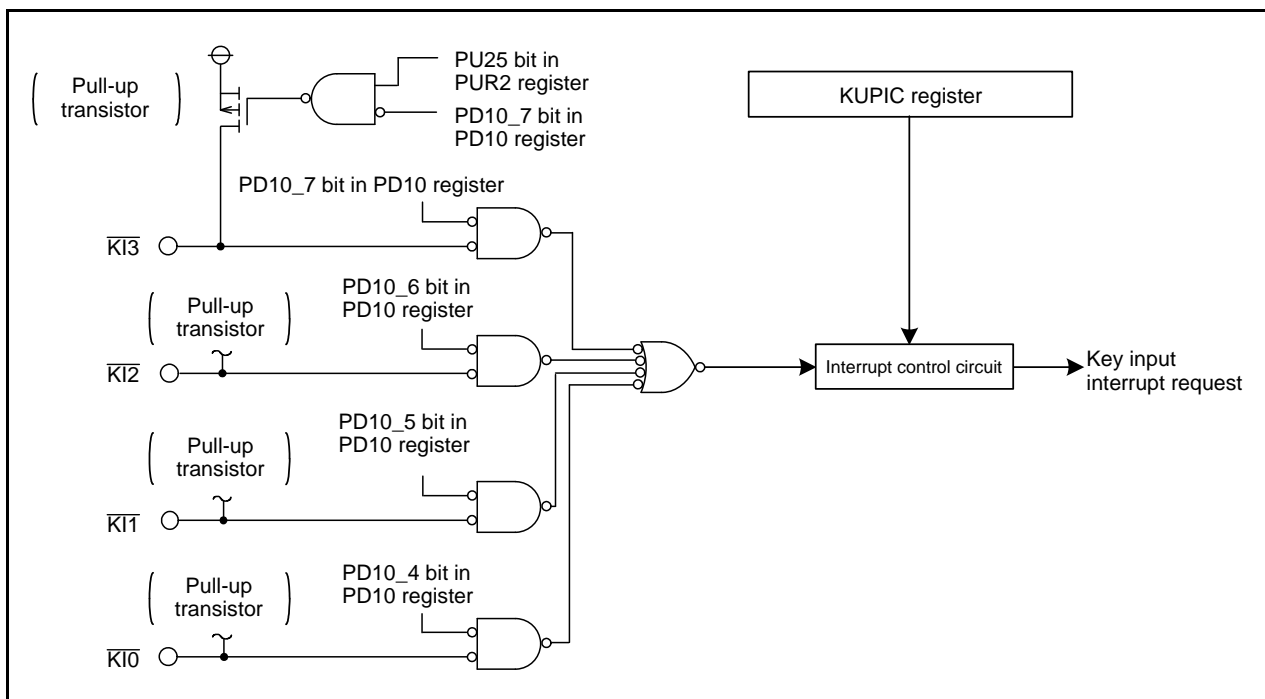 Pull-up
transistor
PU25 bit in
PUR2 register
PD10_7 bit in
PD10 register
KUPIC register
PD10_7 bit in PD10 register
KI3
PD10_6 bit in
PD10 register
Pull-up
transistor
KI2
Interrupt control circuit
Key input
interrupt request
PD10_5 bit in
PD10 register
Pull-up
transistor
KI1
PD10_4 bit in
PD10 register
Pull-up
transistor
KI0